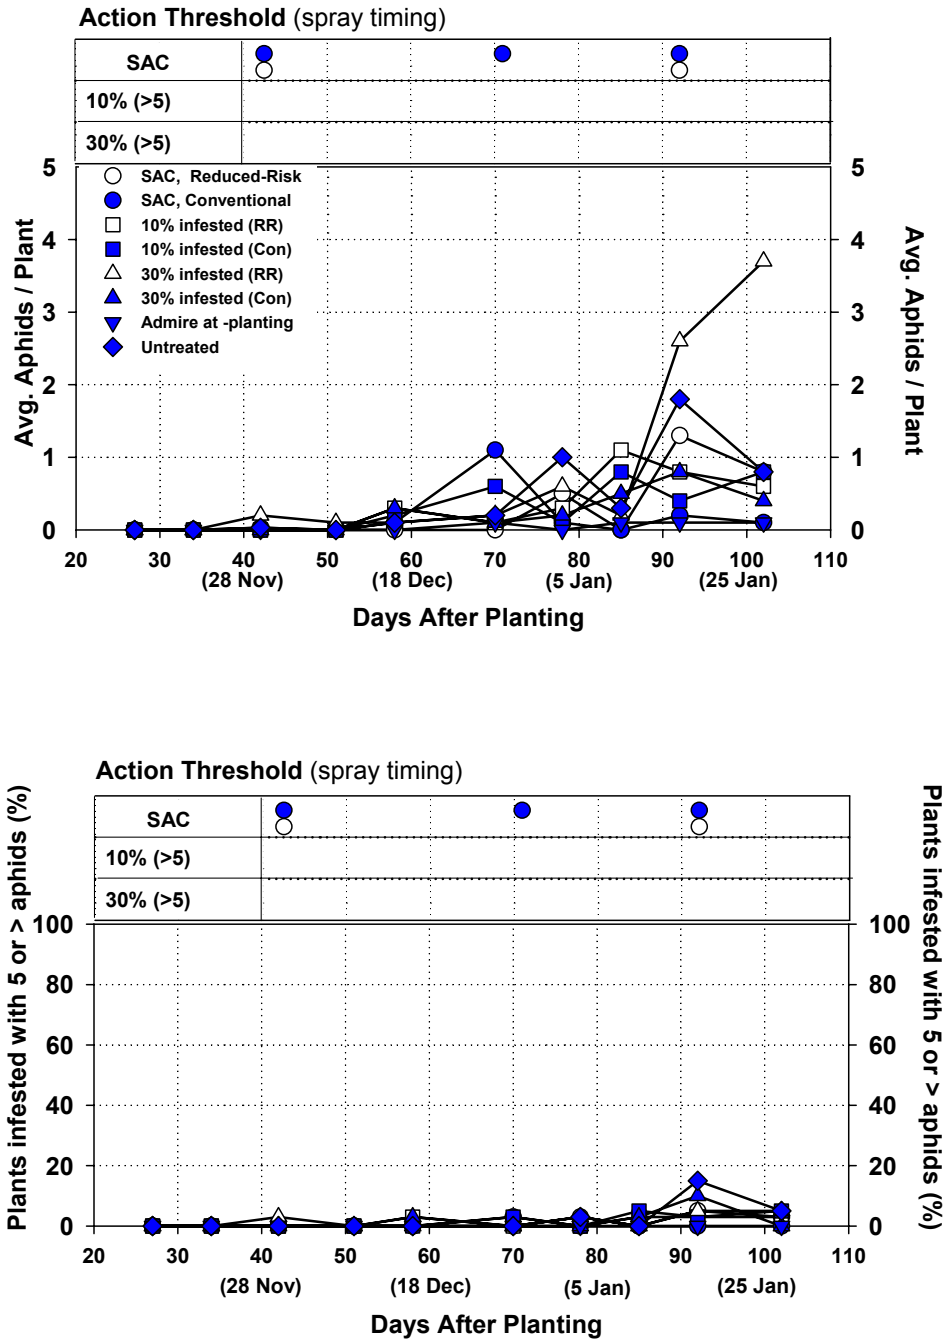 Action Threshold (spray timing)
SAC
10% (>5)
30% (>5)
Avg. Aphids / Plant
5
4
3
2
1
0
SAC, Reduced-Risk
SAC, Conventional
10% infested (RR)
10% infested (Con)
30% infested (RR)
30% infested (Con)
Admire at -planting
Untreated
5
4
3
2
1
0
Avg. Aphids / Plant
20 30 40 50 60 70 80 90 100 110
(28 Nov) (18 Dec) (5 Jan) (25 Jan)
Days After Planting
Action Threshold (spray timing)
SAC
10% (>5)
30% (>5)
Plants infested with 5 or > aphids (%)
100
80
60
40
20
0
100
80
60
40
20
0
Plants infested with 5 or > aphids (%)
20 30 40 50 60 70 80 90 100 110
(28 Nov) (18 Dec) (5 Jan) (25 Jan)
Days After Planting